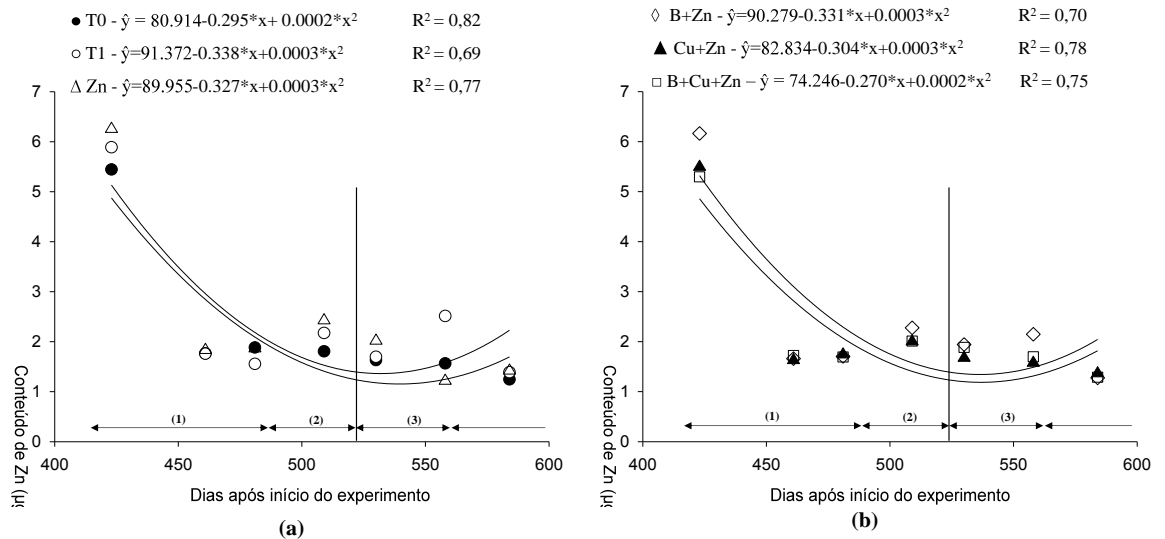 ● T0 - ŷ = 80.914-0.295*x+ 0.0002*x² R² = 0,82
○ T1 - ŷ=91.372-0.338*x+0.0003*x² R² = 0,69
△ Zn - ŷ=89.955-0.327*x+0.0003*x² R² = 0,77
7
6
5
4
3
2
1
0
Conteúdo de Zn (µg
(1) (2) (3)
400 450 500 550 600
Dias após início do experimento
(a)
◇ B+Zn - ŷ=90.279-0.331*x+0.0003*x² R² = 0,70
▲ Cu+Zn - ŷ=82.834-0.304*x+0.0003*x² R² = 0,78
□ B+Cu+Zn – ŷ = 74.246-0.270*x+0.0002*x² R² = 0,75
7
6
5
4
3
2
1
0
Conteúdo de Zn (µg
(1) (2) (3)
400 450 500 550 600
Dias após início do experimento
(b)